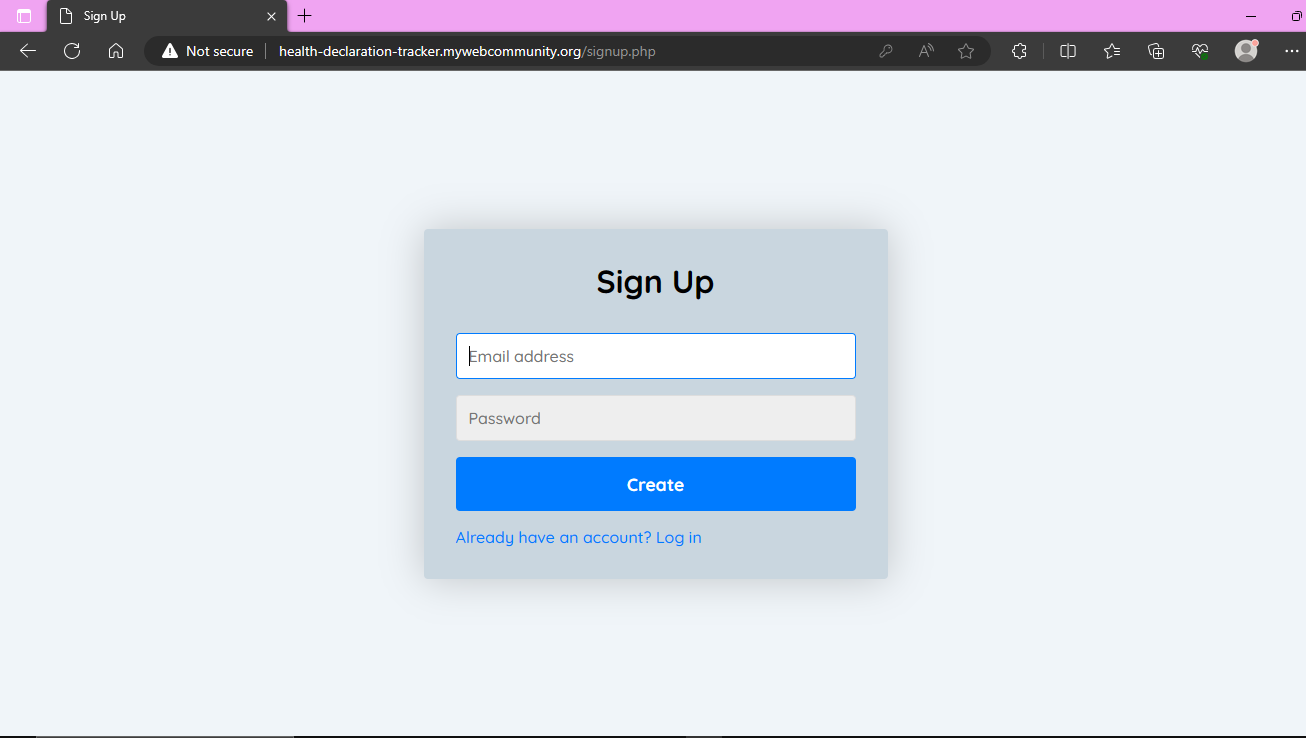 Sign Up
Not secure health-declaration-tracker.mywebcommunity.org/signup.php
Sign Up
Email address
Password
Create
Already have an account? Log in